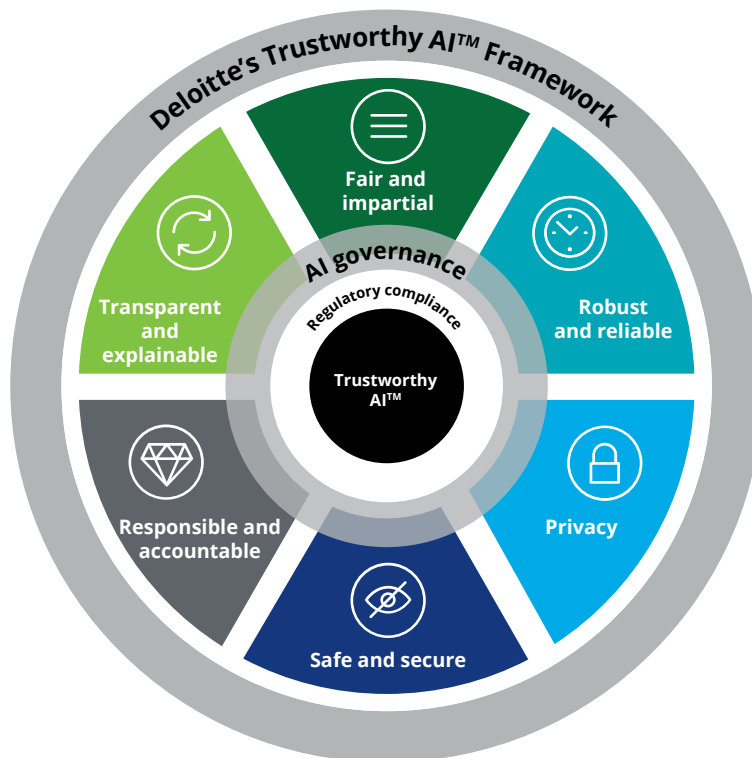 Deloitte's Trustworthy AI™ Framework
Fair and
impartial
Robust
and reliable
Privacy
Safe and secure
Responsible and
accountable
Transparent
and
explainable
AI governance
Regulatory compliance
Trustworthy
AI™